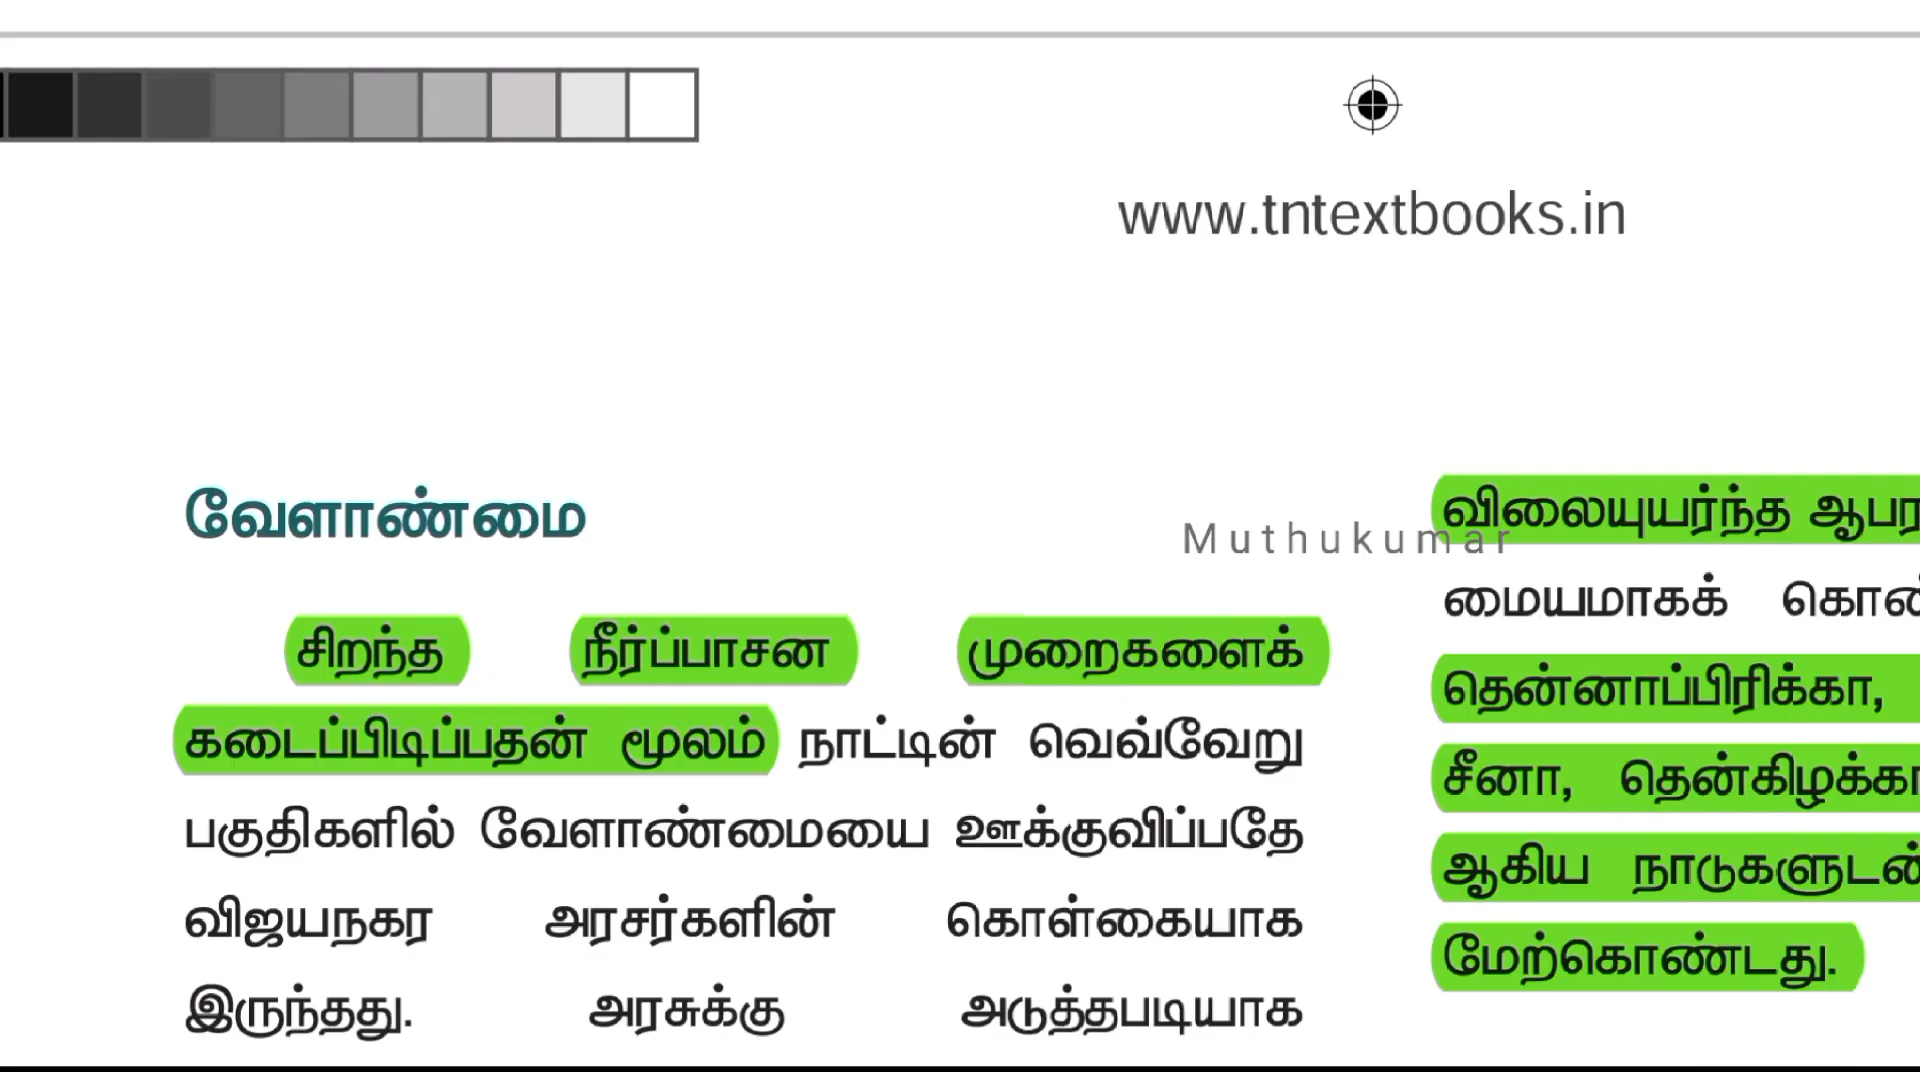 www.tntextbooks.in
வேளாண்மை
Muthukumar
சிறந்த நீர்ப்பாசன முறைகளைக்
கடைப்பிடிப்பதன் மூலம் நாட்டின் வெவ்வேறு
பகுதிகளில் வேளாண்மையை ஊக்குவிப்பதே
விஜயநகர அரசர்களின் கொள்கையாக
இருந்தது. அரசுக்கு அடுத்தபடியாக
விலையுயர்ந்த
மையமாகக்
தென்னாப்பிரிக்கா,
சீனா,
ஆகிய
மேற்கொண்டது.